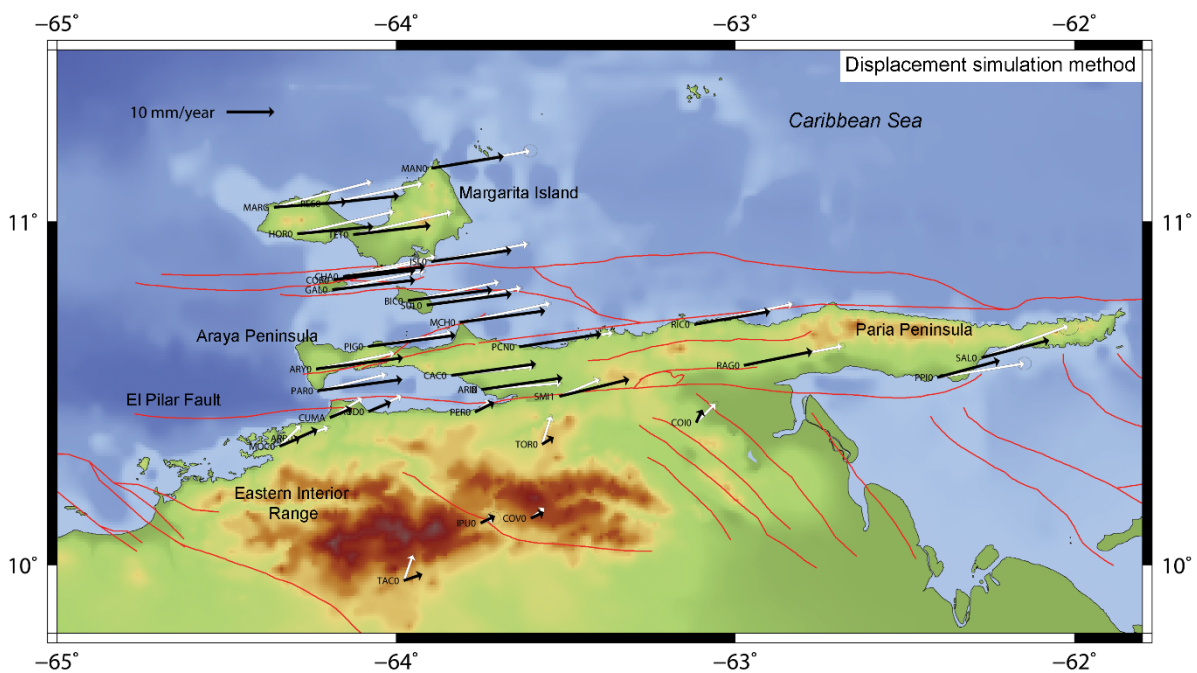 −65° −64° −63° −62°
Displacement simulation method
10 mm/year
Caribbean Sea
MAN0
Margarita Island
MARG
HOR0
11° 11°
CHA0
GAL0
BIC0
MCH0
RIC0
Araya Peninsula
Paria Peninsula
PIG0
PCN0
SAL0
RAG0
ARY0
CAC0
PPI0
PAR0
El Pilar Fault
SMI1
PER0
CUMA
COI0
MOC0
TOR0
Eastern Interior
Range
IPU0
COV0
10° 10°
TAC0
−65° −64° −63° −62°